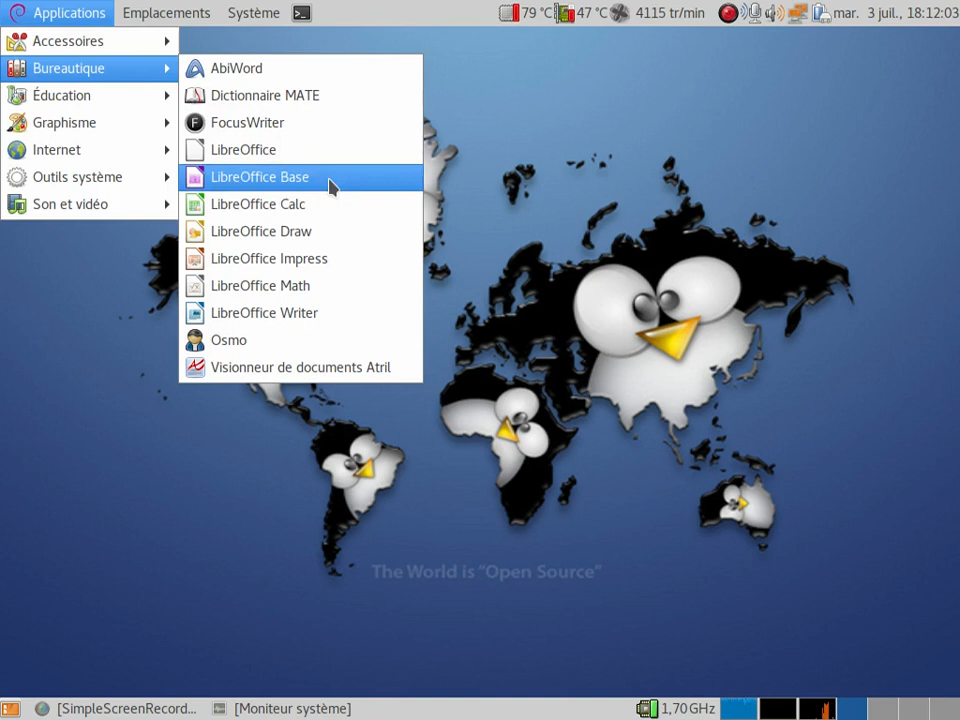 Applications Emplacements Système 79 °C 47 °C 4115 tr/min mar. 3 juil., 18:12:03
Accessoires
Bureautique
Éducation
Graphisme
Internet
Outils système
Son et vidéo
AbiWord
Dictionnaire MATE
F FocusWriter
LibreOffice
LibreOffice Base
LibreOffice Calc
LibreOffice Draw
LibreOffice Impress
LibreOffice Math
LibreOffice Writer
Osmo
Visionneur de documents Atril
The World is "Open Source"
[SimpleScreenRecord... [Moniteur système] 1,70 GHz